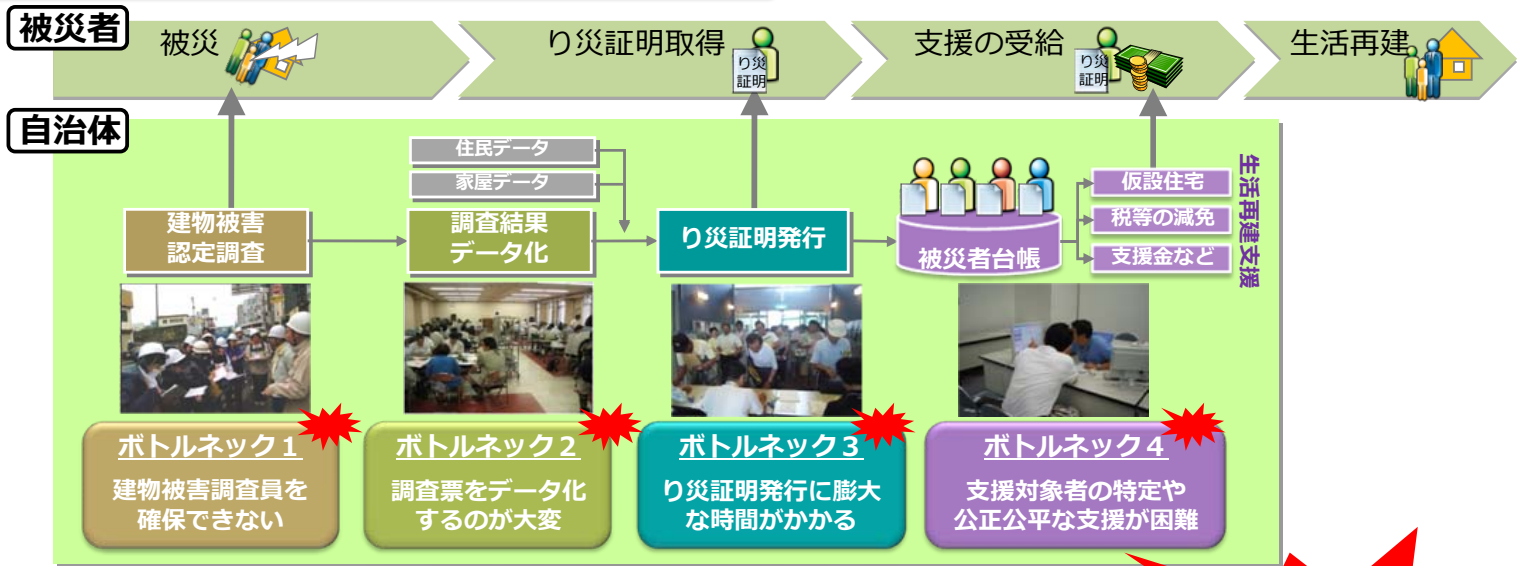 被災者
被災
り災証明取得
り災
証明
支援の受給
り災
証明
生活再建
自治体
住民データ
家屋データ
建物被害
認定調査
調査結果
データ化
り災証明発行
被災者台帳
仮設住宅
税等の減免
支援金など
生活再建支援
ボトルネック１
建物被害調査員を
確保できない
ボトルネック２
調査票をデータ化
するのが大変
ボトルネック３
り災証明発行に膨大
な時間がかかる
ボトルネック４
支援対象者の特定や
公正公平な支援が困難